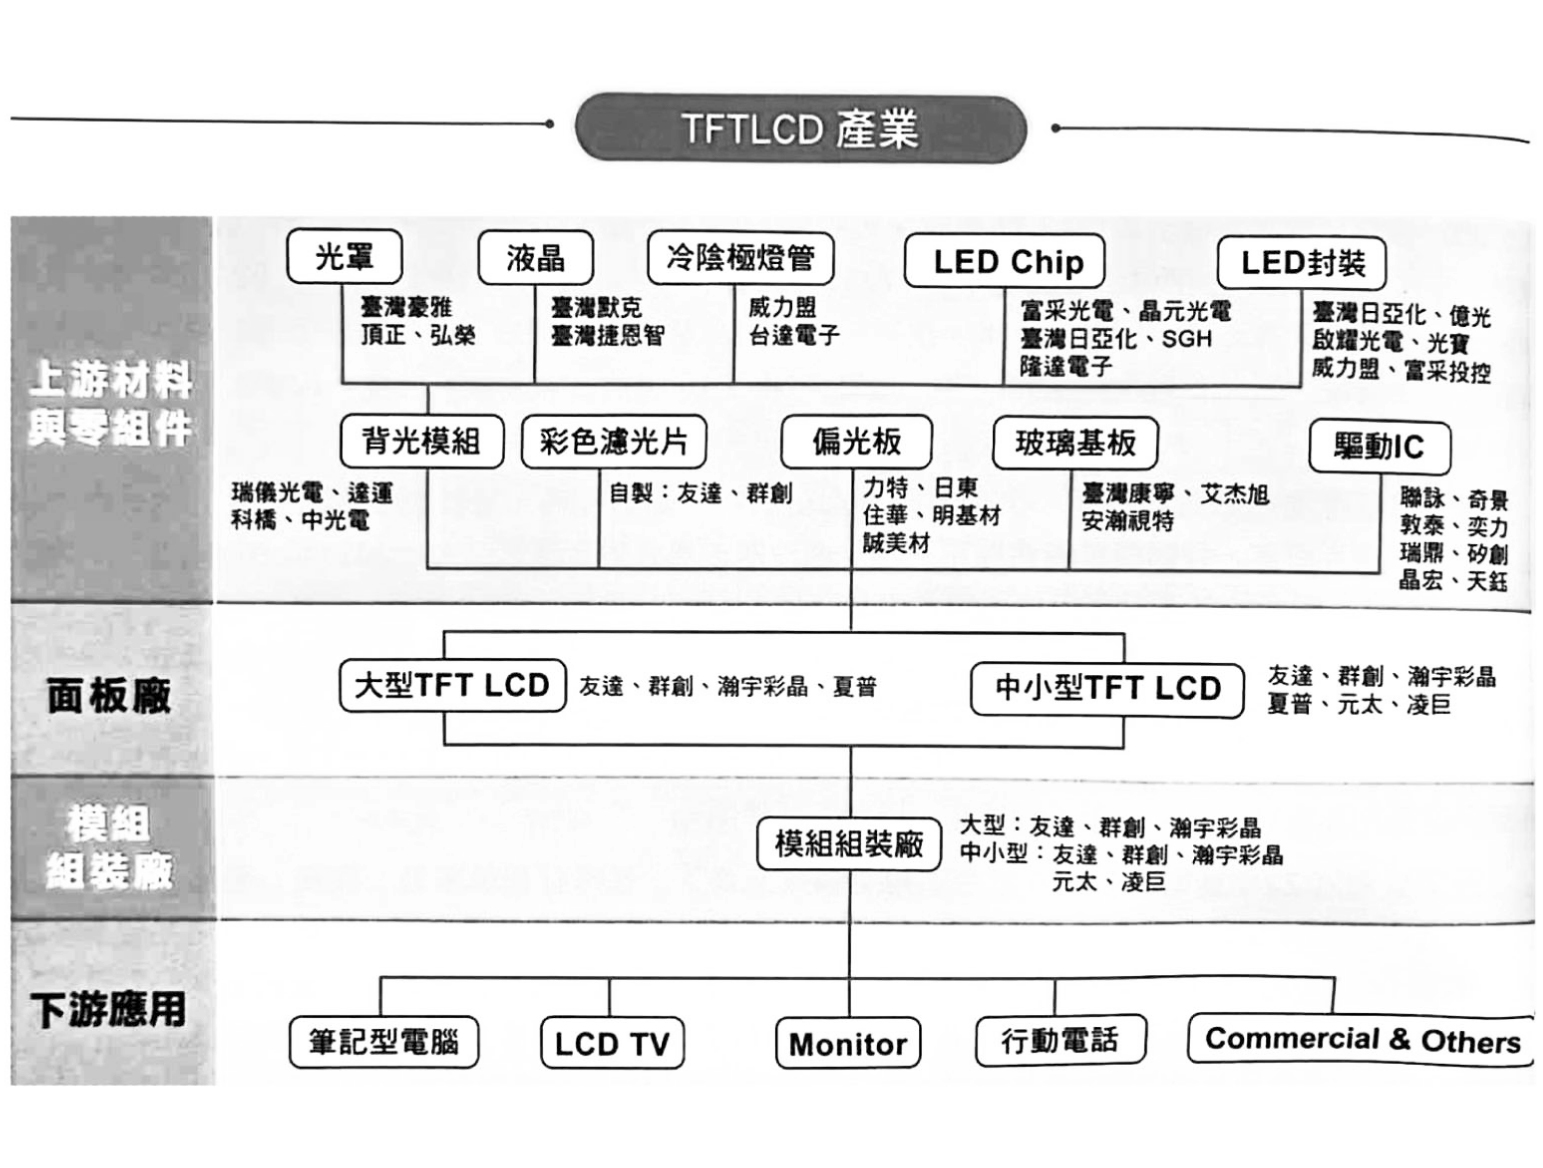 TFTLCD 產業
上游材料
與零組件
光罩
臺灣豪雅
頂正、弘榮
液晶
臺灣默克
臺灣捷恩智
冷陰極燈管
威力盟
台達電子
LED Chip
富采光電、晶元光電
臺灣日亞化、SGH
隆達電子
LED封裝
臺灣日亞化、億光
啟耀光電、光寶
威力盟、富采投控
背光模組
瑞儀光電、達運
科橋、中光電
彩色濾光片
自製：友達、群創
偏光板
力特、日東
住華、明基材
誠美材
玻璃基板
臺灣康寧、艾杰旭
安瀚視特
驅動IC
聯詠、奇景
敦泰、奕力
瑞鼎、矽創
晶宏、天鈺
面板廠
大型TFT LCD
友達、群創、瀚宇彩晶、夏普
中小型TFT LCD
友達、群創、瀚宇彩晶
夏普、元太、凌巨
模組
組裝廠
模組組裝廠
大型：友達、群創、瀚宇彩晶
中小型：友達、群創、瀚宇彩晶
元太、凌巨
下游應用
筆記型電腦
LCD TV
Monitor
行動電話
Commercial & Others